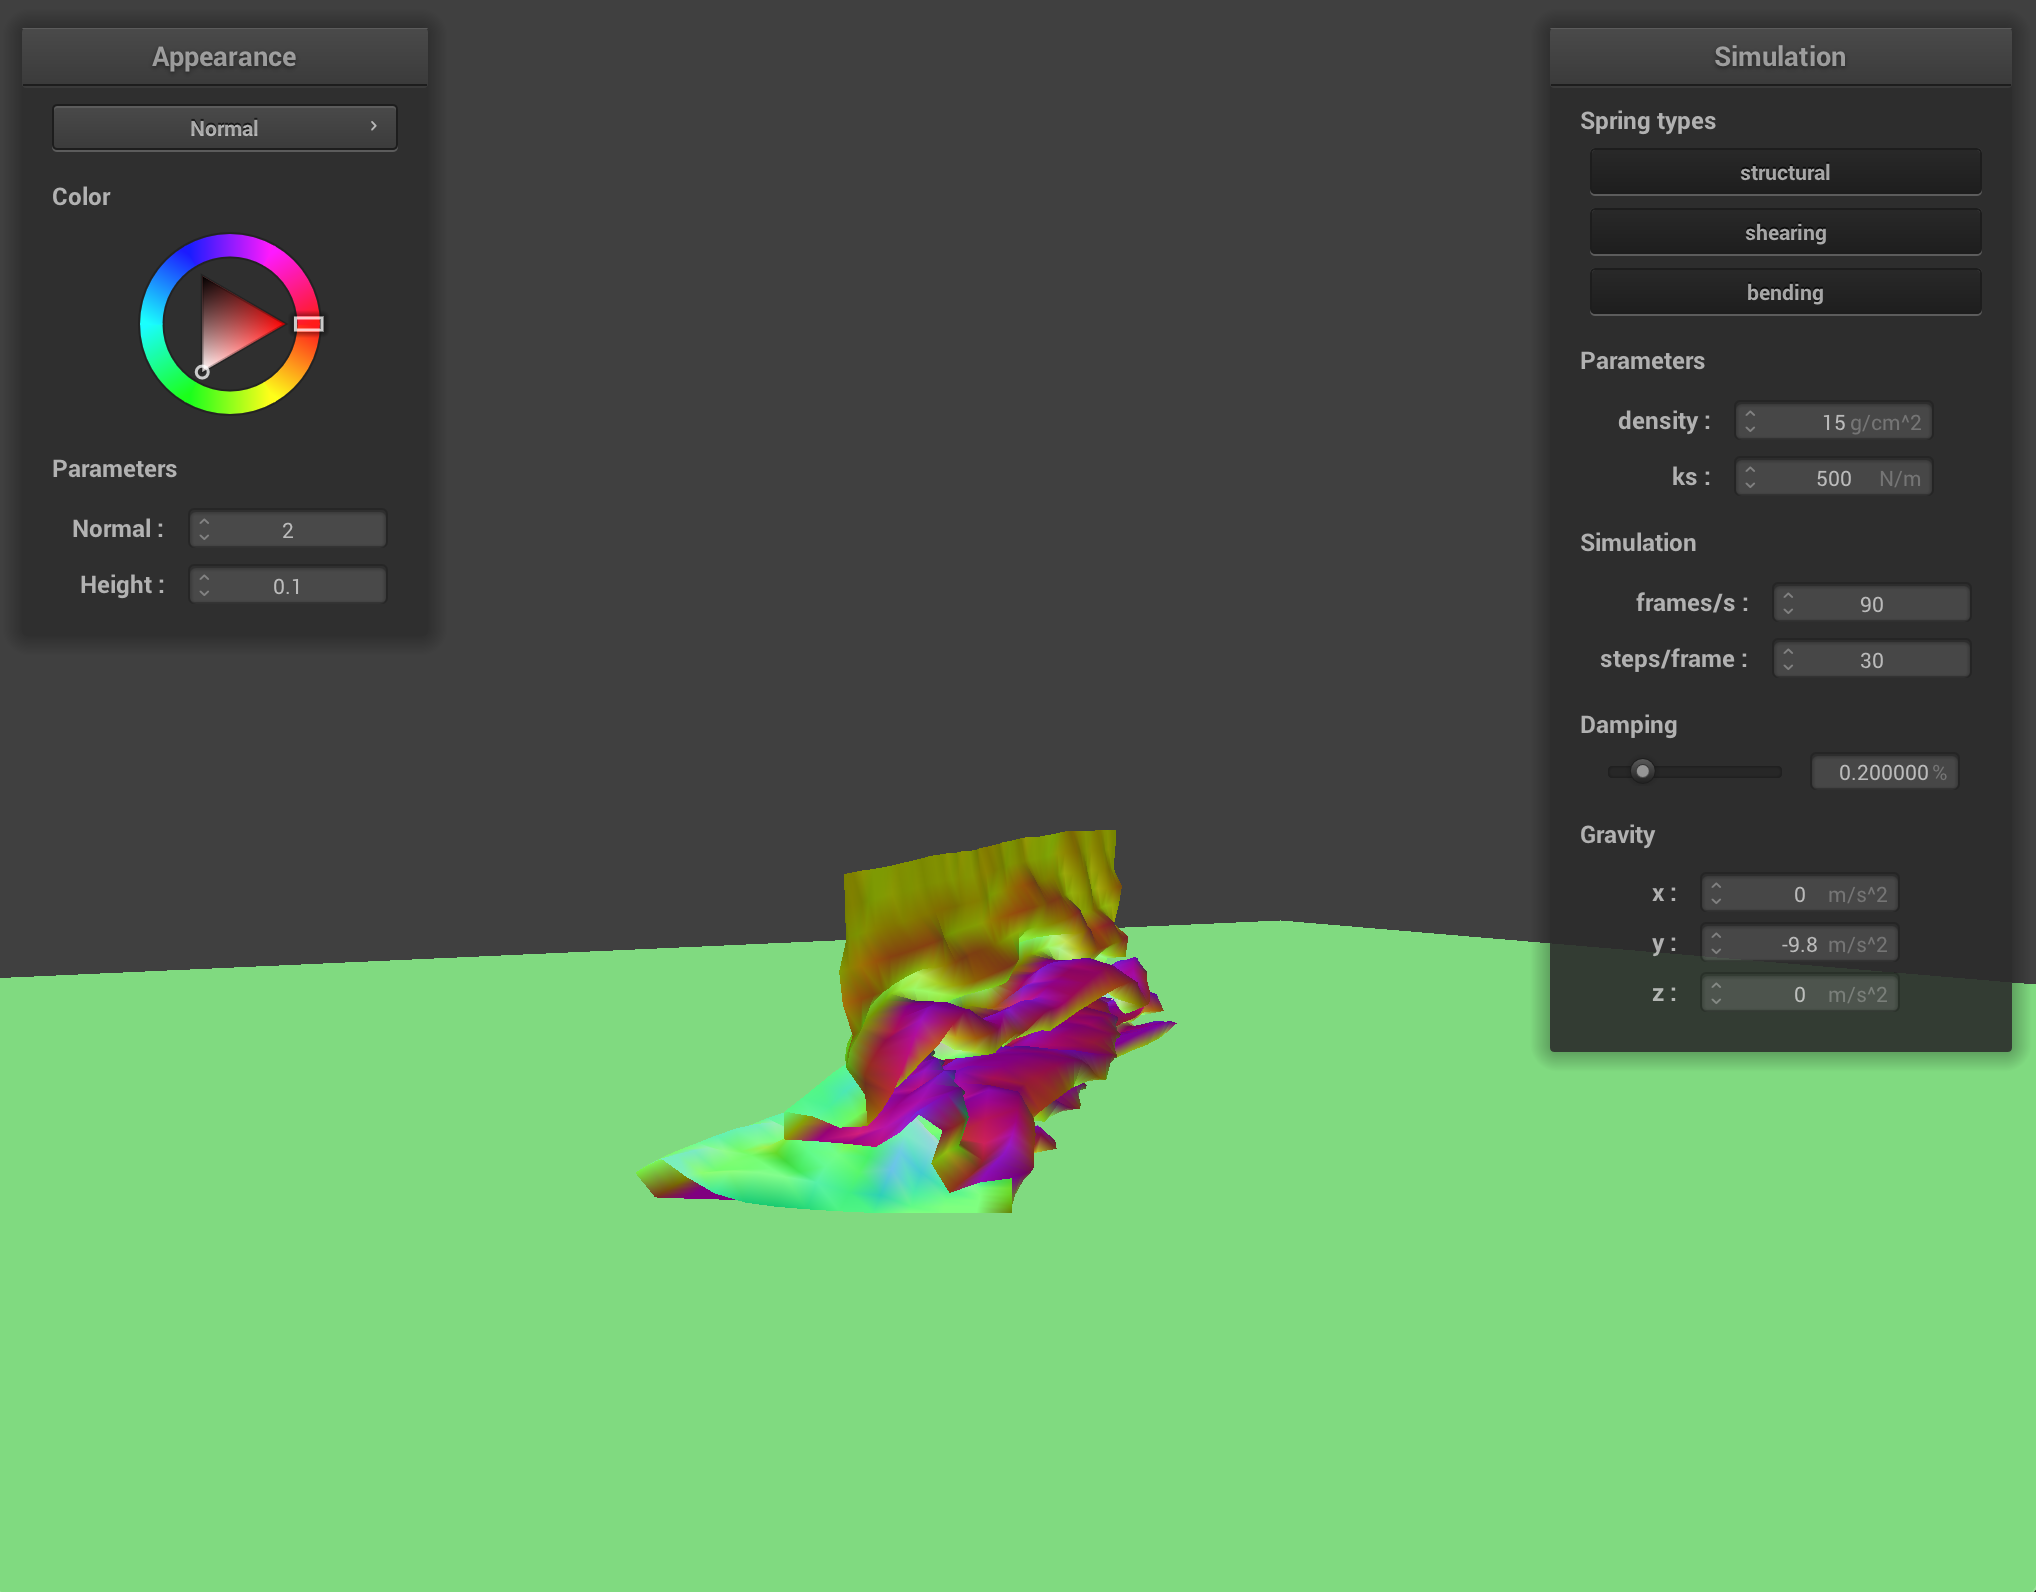 Appearance
Normal
Color
Parameters
Normal : 2
Height : 0.1
Simulation
Spring types
structural
shearing
bending
Parameters
density : 15 g/cm^2
ks : 500 N/m
Simulation
frames/s : 90
steps/frame : 30
Damping
0.200000 %
Gravity
x : 0 m/s^2
y : -9.8 m/s^2
z : 0 m/s^2